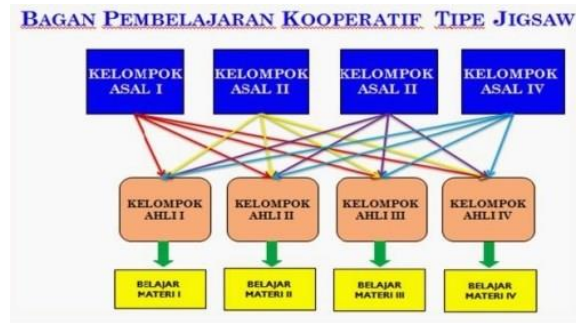 BAGAN PEMBELAJARAN KOOPERATIF TIPE JIGSAW
KELOMPOK
ASAL I
KELOMPOK
ASAL II
KELOMPOK
ASAL II
KELOMPOK
ASAL IV
KELOMPOK
AHLI I
KELOMPOK
AHLI II
KELOMPOK
AHLI III
KELOMPOK
AHLI IV
BELAJAR
MATERI I
BELAJAR
MATERI II
BELAJAR
MATERI III
BELAJAR
MATERI IV